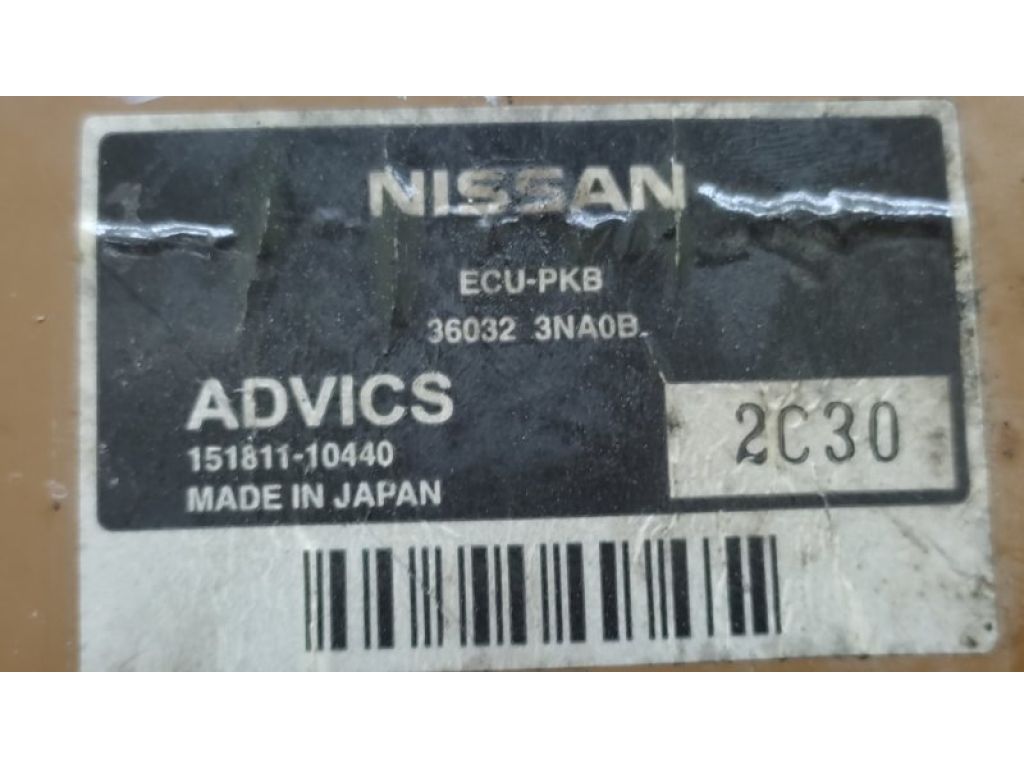 NISSAN
ECU-PKB
36032 3NA0B
ADVICS
151811-10440
MADE IN JAPAN
2C30